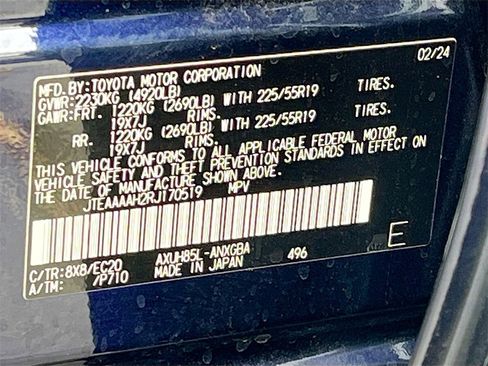 02/24
MFD.BY:TOYOTA MOTOR CORPORATION
GVWR:2230KG (4920LB)
GAWR:FRT. 1220KG (2690LB) WITH 225/55R19 TIRES.
19X7J RIMS.
RR. 1220KG (2690LB) WITH 225/55R19 TIRES.
19X7J RIMS.
THIS VEHICLE CONFORMS TO ALL APPLICABLE FEDERAL MOTOR
VEHICLE SAFETY AND THEFT PREVENTION STANDARDS IN EFFECT ON
THE DATE OF MANUFACTURE SHOWN ABOVE.
JTEAAAAH2RJ170519 MPV
C/TR:8X8/EC20 AXUH85L-ANXGBA 496 E
A/TM: /P710 MADE IN JAPAN